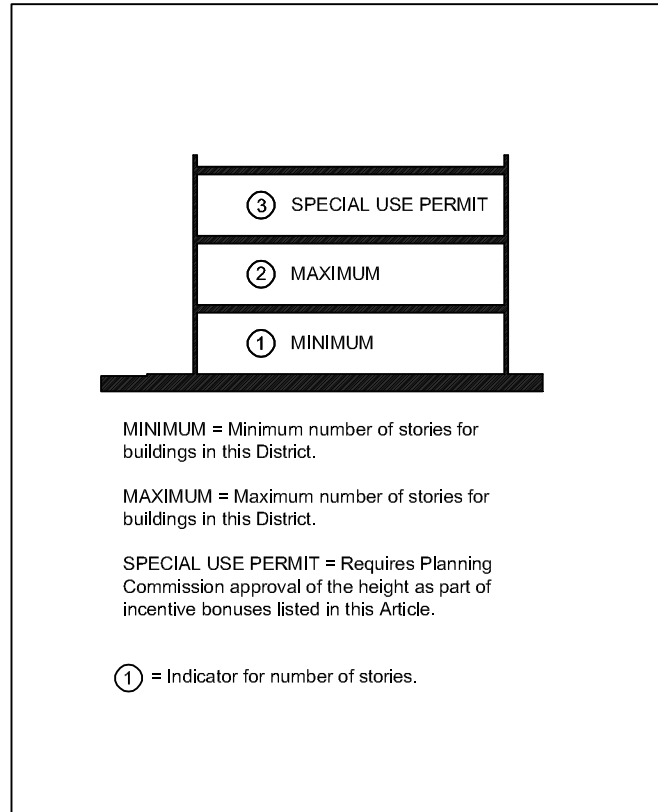 3 SPECIAL USE PERMIT
2 MAXIMUM
1 MINIMUM
MINIMUM = Minimum number of stories for
buildings in this District.
MAXIMUM = Maximum number of stories for
buildings in this District.
SPECIAL USE PERMIT = Requires Planning
Commission approval of the height as part of
incentive bonuses listed in this Article.
1 = Indicator for number of stories.